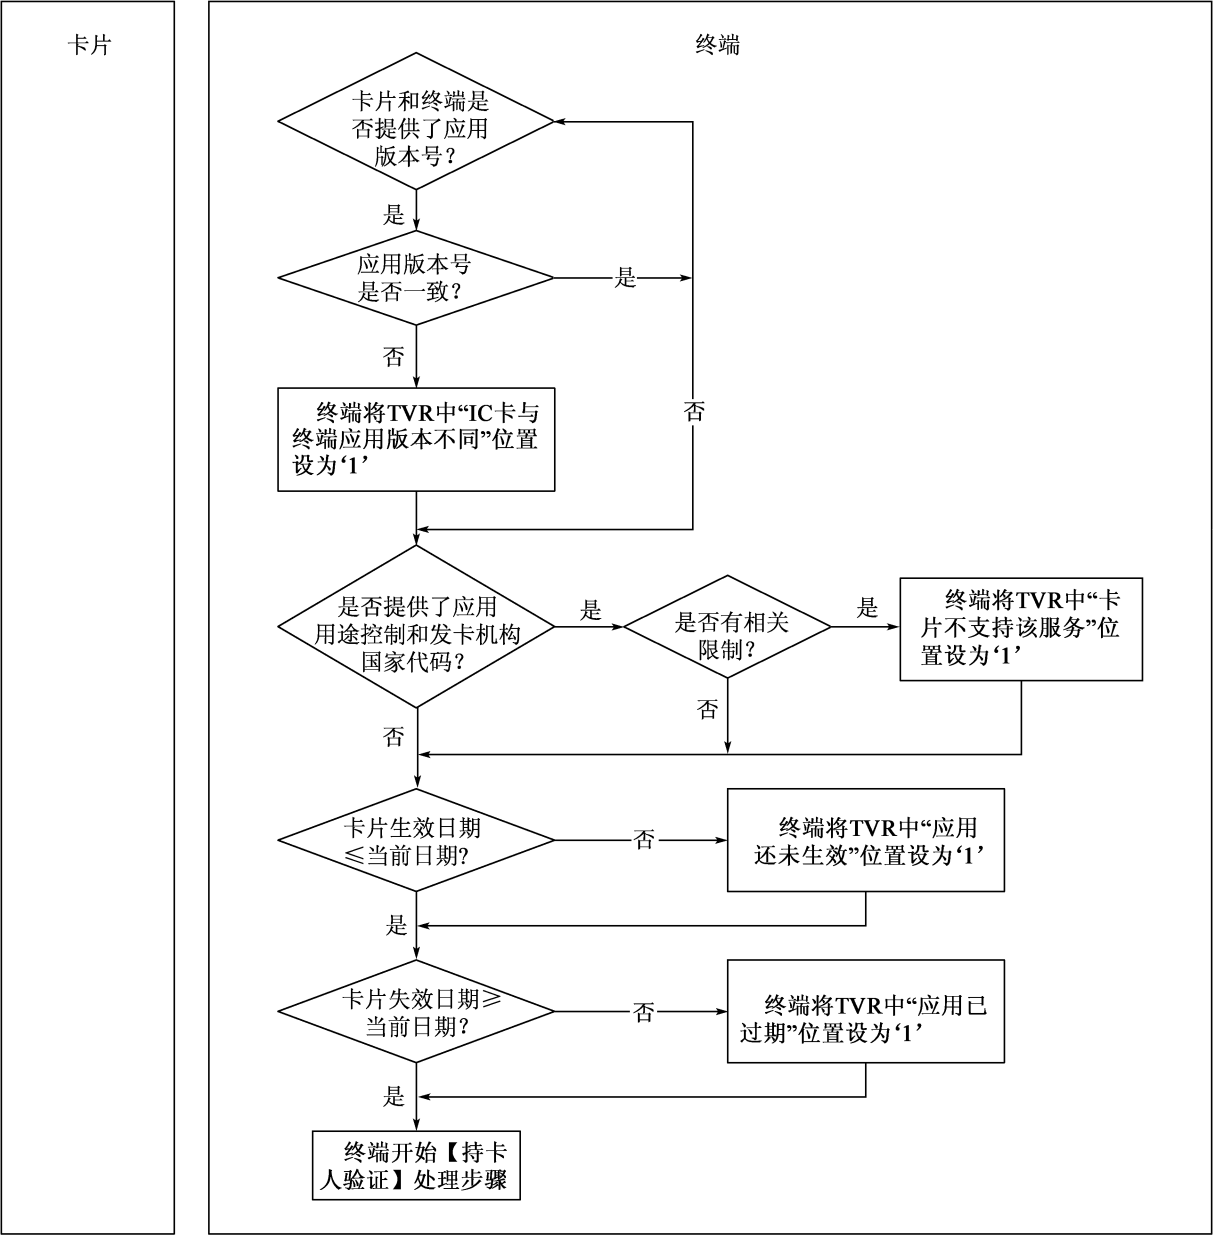 卡片
终端
卡片和终端是
否提供了应用
版本号?
是
应用版本号
是否一致?
是
否
否
终端将TVR中“IC卡与
终端应用版本不同”位置
设为‘1’
是否提供了应用
用途控制和发卡机构
国家代码?
是
是否有相关
限制?
是
终端将TVR中“卡
片不支持该服务”位
置设为‘1’
否
否
卡片生效日期
≤当前日期?
否
终端将TVR中“应用
还未生效”位置设为‘1’
是
卡片失效日期≥
当前日期?
否
终端将TVR中“应用已
过期”位置设为‘1’
是
终端开始【持卡
人验证】处理步骤